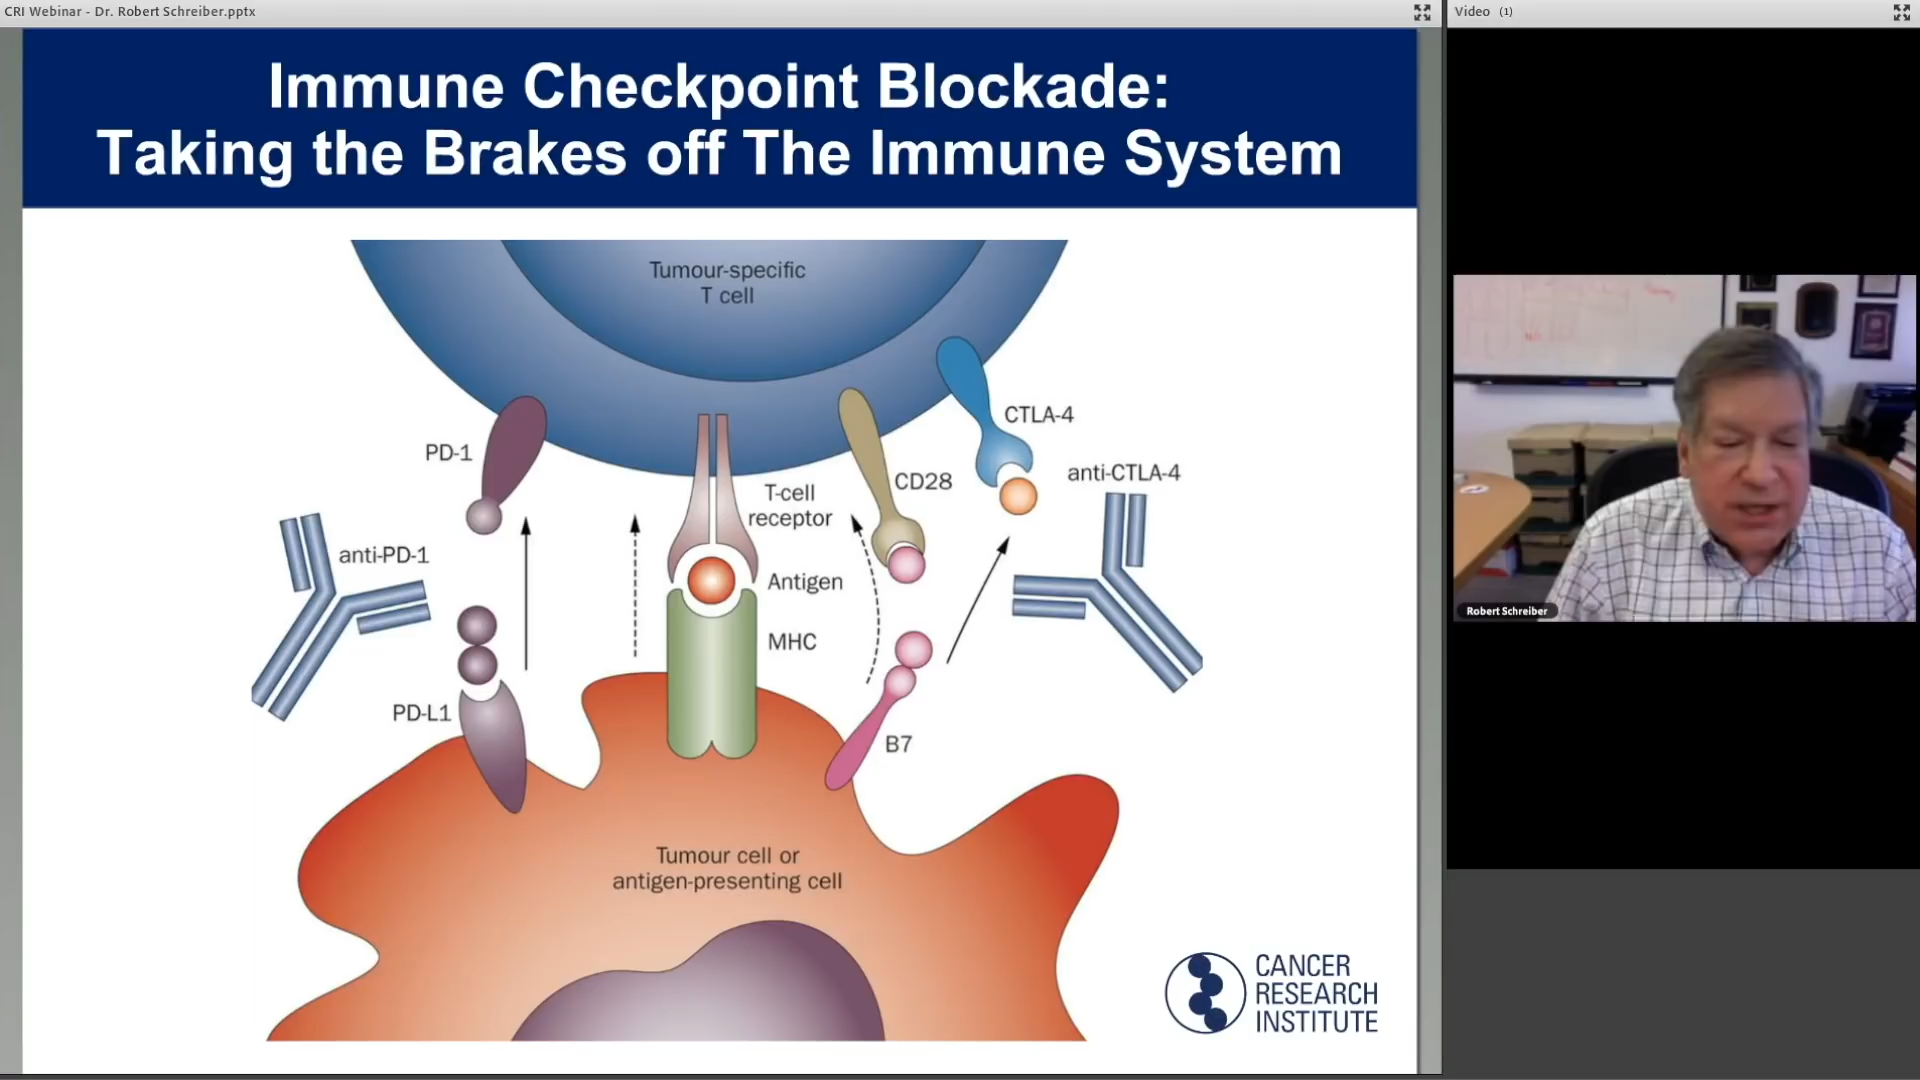 CRI Webinar - Dr. Robert Schreiber.pptx
Video (1)
Immune Checkpoint Blockade:
Taking the Brakes off The Immune System
Tumour-specific
T cell
CTLA-4
PD-1
anti-CTLA-4
CD28
T-cell
receptor
anti-PD-1
Antigen
MHC
PD-L1
B7
Tumour cell or
antigen-presenting cell
CANCER
RESEARCH
INSTITUTE
Robert Schreiber